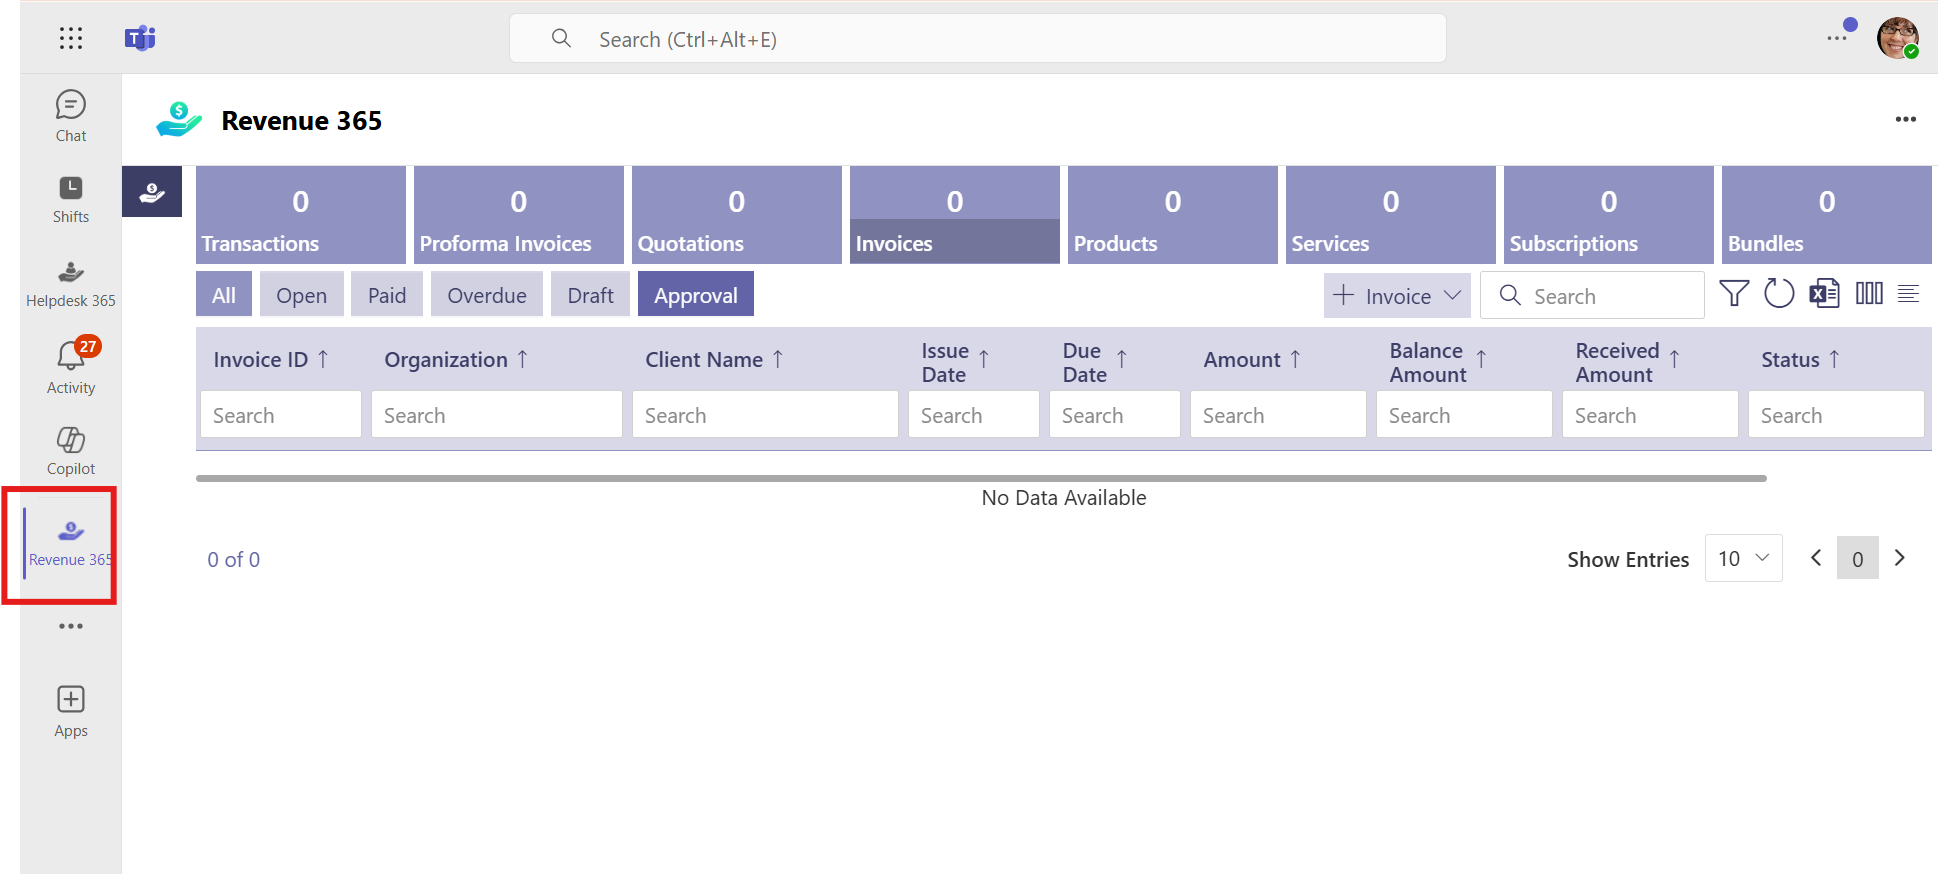 Search (Ctrl+Alt+E)
Chat
Shifts
Helpdesk 365
27
Activity
Copilot
Revenue 365
Apps
Revenue 365
0 0 0 0 0 0 0 0
Transactions Proforma Invoices Quotations Invoices Products Services Subscriptions Bundles
All Open Paid Overdue Draft Approval + Invoice Search
Invoice ID ↑ Organization ↑ Client Name ↑ Issue Date ↑ Due Date ↑ Amount ↑ Balance Amount ↑ Received Amount ↑ Status ↑
Search Search Search Search Search Search Search Search Search
No Data Available
0 of 0 Show Entries 10 0